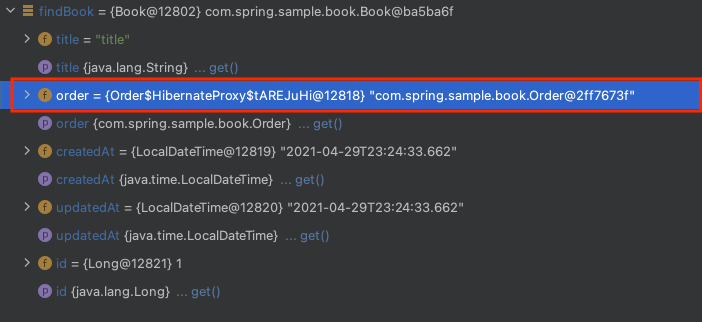 findBook = {Book@12802} com.spring.sample.book.Book@ba5ba6f
f title = "title"
p title {java.lang.String} ... get()
f order = {Order$HibernateProxy$tAREJuHi@12818} "com.spring.sample.book.Order@2ff7673f"
p order {com.spring.sample.book.Order} ... get()
f createdAt = {LocalDateTime@12819} "2021-04-29T23:24:33.662"
p createdAt {java.time.LocalDateTime} ... get()
f updatedAt = {LocalDateTime@12820} "2021-04-29T23:24:33.662"
p updatedAt {java.time.LocalDateTime} ... get()
f id = {Long@12821} 1
p id {java.lang.Long} ... get()